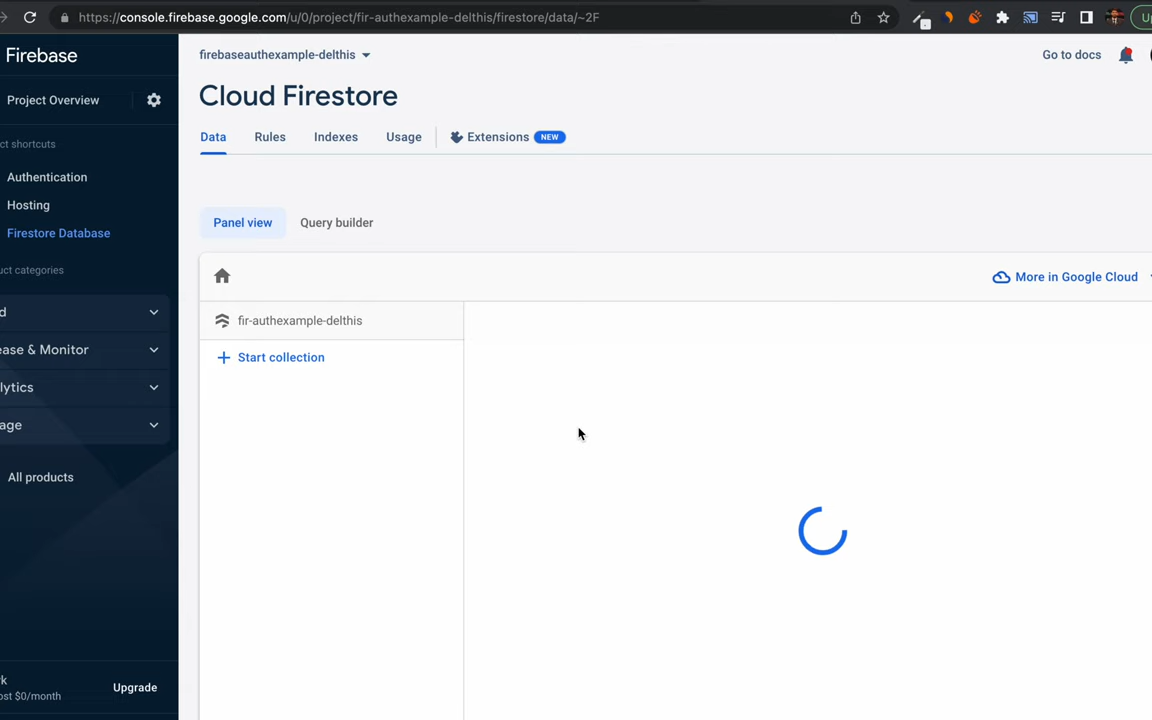 https://console.firebase.google.com/u/0/project/fir-authexample-delthis/firestore/data/~2F
Up
Firebase
firebaseauthexample-delthis
Go to docs
Project Overview
Cloud Firestore
ct shortcuts
Data
Rules
Indexes
Usage
Extensions
NEW
Authentication
Hosting
Firestore Database
Panel view
Query builder
uct categories
More in Google Cloud
d
fir-authexample-delthis
ease & Monitor
Start collection
lytics
age
All products
rk
ost $0/month
Upgrade